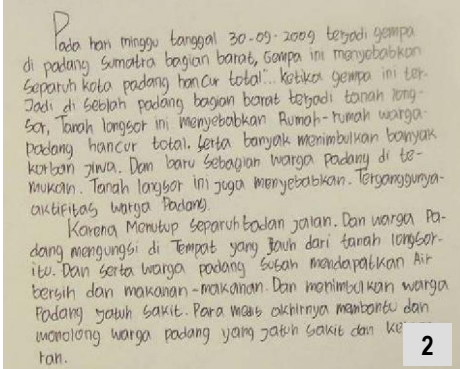 Pada hari minggu tanggal 30-09-2009 terjadi gempa
di padang sumatra bagian barat, Gempa ini menyebabkan
separuh kota padang hancur total.. ketika gempa ini ter-
Jadi di seblah padang bagian barat terjadi tanah long-
sor, Tanah longsor ini menyebabkan Rumah-rumah warga-
padang hancur total. serta banyak menimbulkan banyak
korban jiwa. Dan baru sebagian warga Padang di te-
mukan. Tanah longsor ini juga menyebabkan. Terganggunya-
aktifitas warga Padang.
Karena Menutup separuh badan jalan. Dan warga Pa-
dang mengungsi di Tempat yang Jauh dari tanah longsor-
itu. Dan serta warga padang susah mendapatkan Air
bersih dan makanan-makanan. Dan menimbulkan warga
Padang jatuh sakit. Para akhirnya membantu dan
monolong warga padang yang jatuh sakit dan
ran.
2